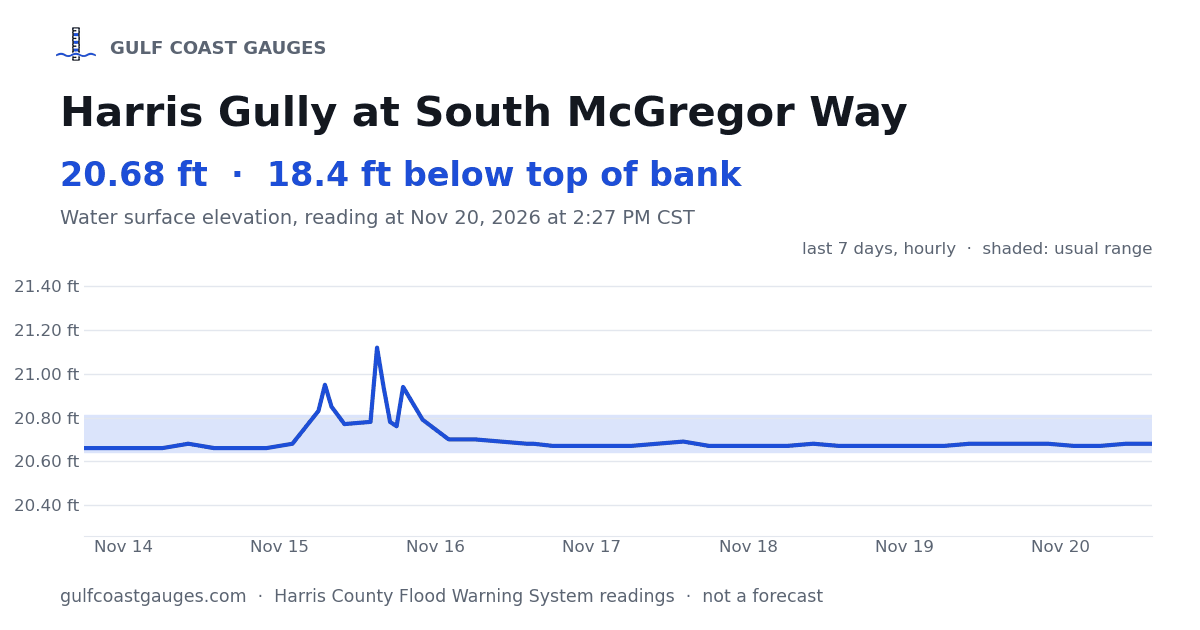 GULF COAST GAUGES
Harris Gully at South McGregor Way
20.68 ft · 18.4 ft below top of bank
Water surface elevation, reading at Nov 20, 2026 at 2:27 PM CST
last 7 days, hourly · shaded: usual range
21.40 ft
21.20 ft
21.00 ft
20.80 ft
20.60 ft
20.40 ft
Nov 14 Nov 15 Nov 16 Nov 17 Nov 18 Nov 19 Nov 20
gulfcoastgauges.com · Harris County Flood Warning System readings · not a forecast